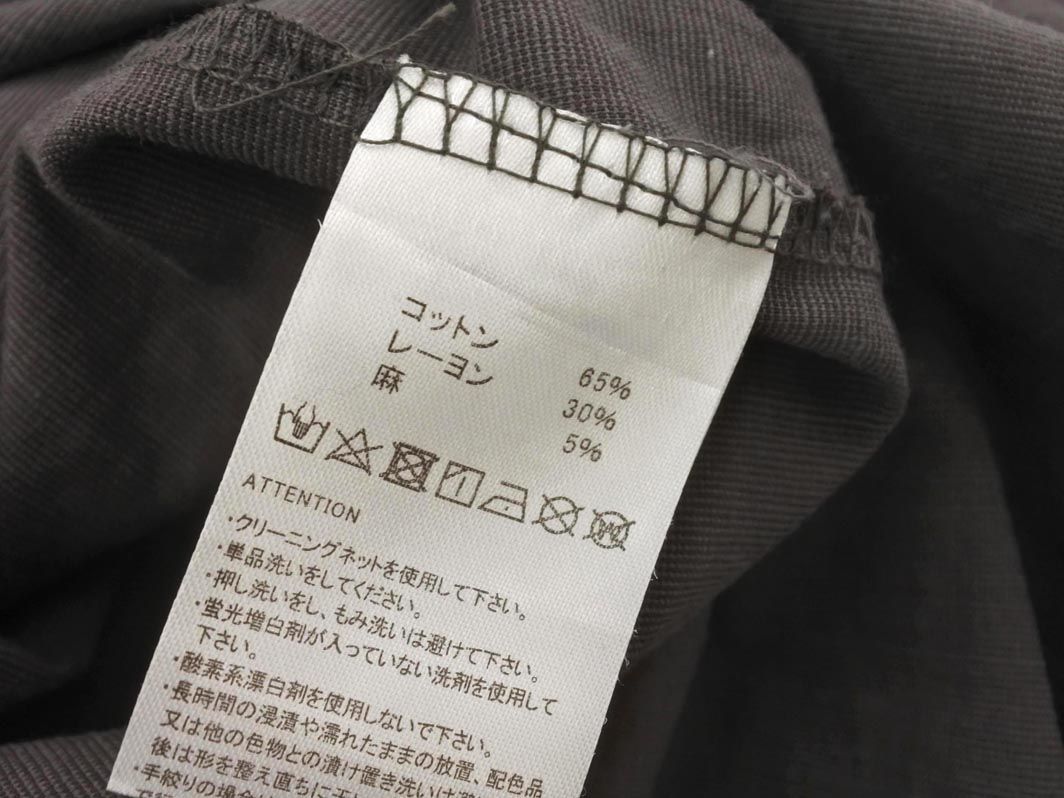 コットン 65%
レーヨン 30%
麻 5%
ATTENTION
・クリーニングネットを使用して下さい。
・単品洗いをしてください。
・押し洗いをし、もみ洗いは避けて下さい。
・蛍光増白剤が入っていない洗剤を使用して
下さい。
・酸素系漂白剤を使用しないで下さい。
・長時間の浸漬や濡れたままの放置、配色品
又は他の色物との漬け置き洗いは避け
後は形を整え直ちに
・手絞りの場合は